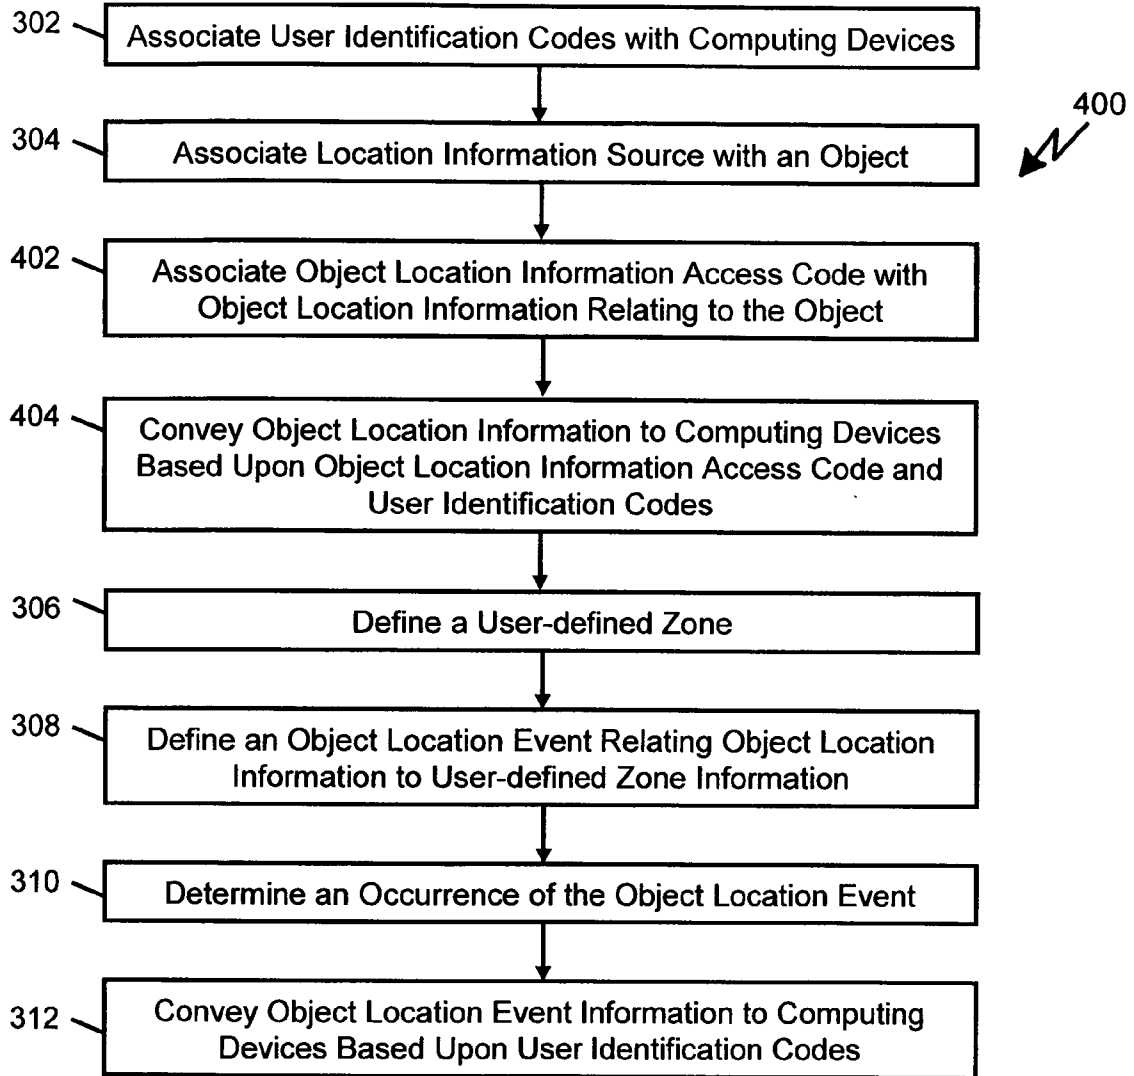 302
Associate User Identification Codes with Computing Devices
400
304
Associate Location Information Source with an Object
402
Associate Object Location Information Access Code with
Object Location Information Relating to the Object
404
Convey Object Location Information to Computing Devices
Based Upon Object Location Information Access Code and
User Identification Codes
306
Define a User-defined Zone
308
Define an Object Location Event Relating Object Location
Information to User-defined Zone Information
310
Determine an Occurrence of the Object Location Event
312
Convey Object Location Event Information to Computing
Devices Based Upon User Identification Codes